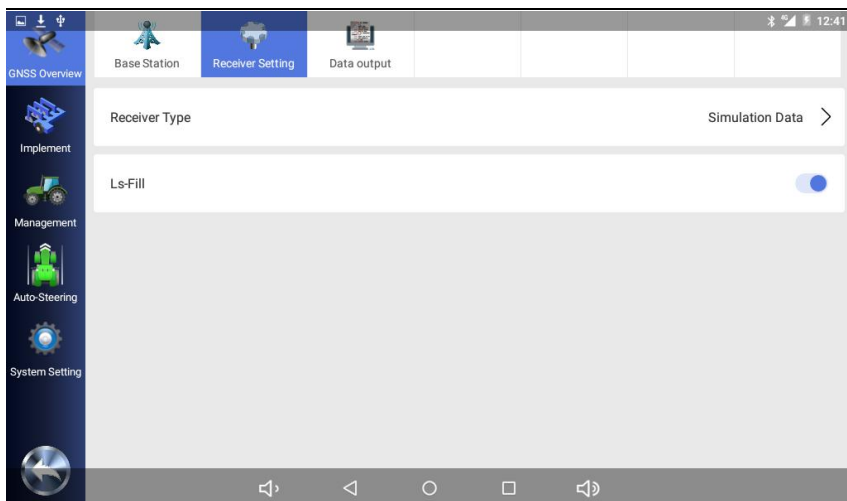 4G
12:41
GNSS Overview
Base Station
Receiver Setting
Data output
Implement
Receiver Type
Simulation Data
Management
Ls-Fill
Auto-Steering
System Setting